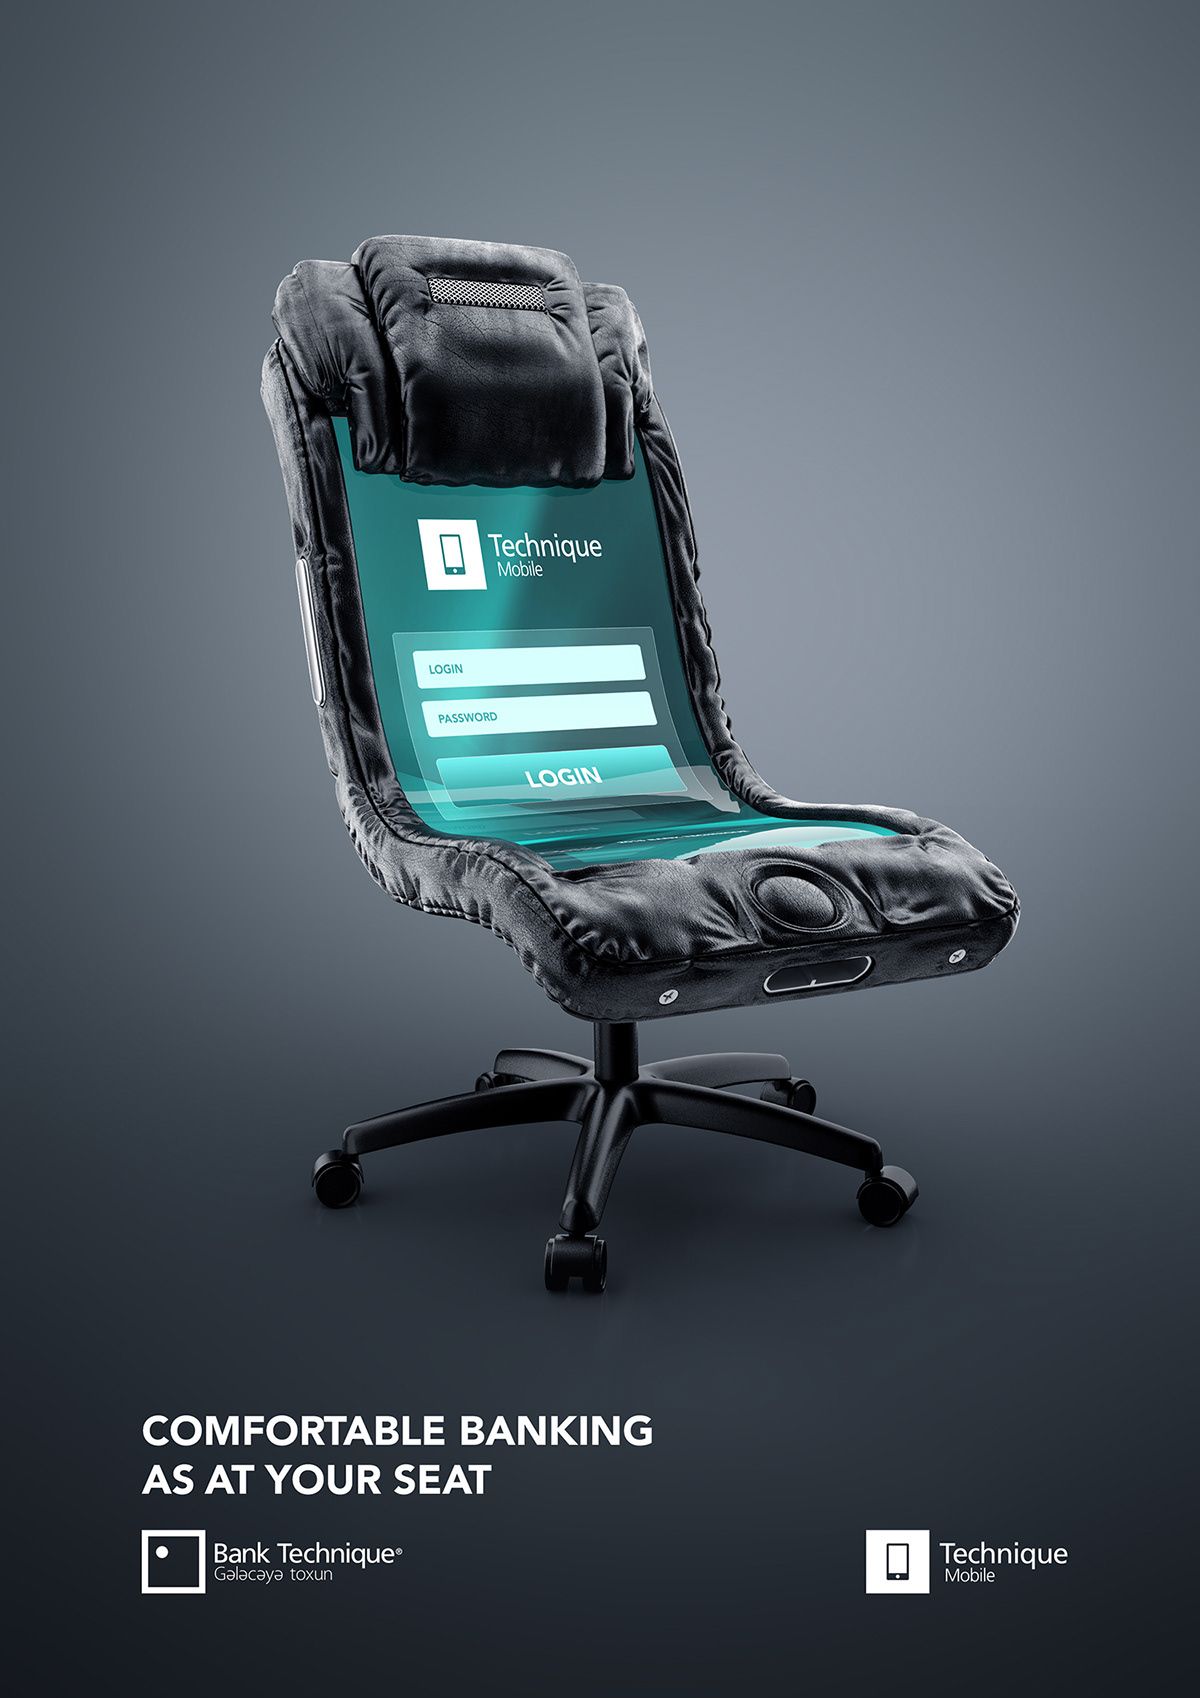 Technique
Mobile
LOGIN
PASSWORD
LOGIN
COMFORTABLE BANKING
AS AT YOUR SEAT
Bank Technique®
Gələcəyə toxun
Technique
Mobile